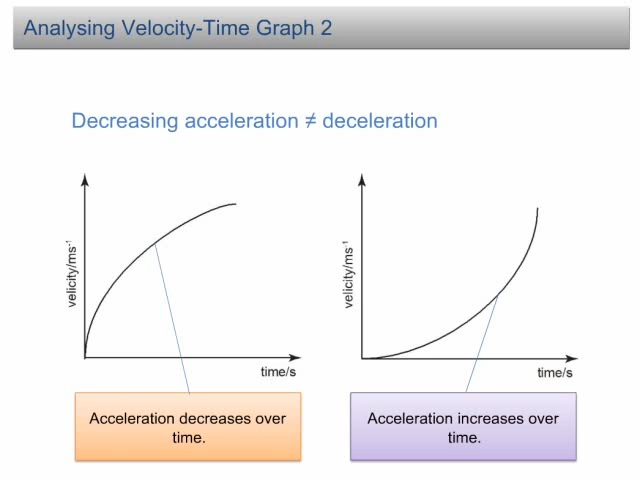 Analysing Velocity-Time Graph 2
Decreasing acceleration ≠ deceleration
velicity/ms⁻¹
time/s
velicity/ms⁻¹
time/s
Acceleration decreases over
time.
Acceleration increases over
time.